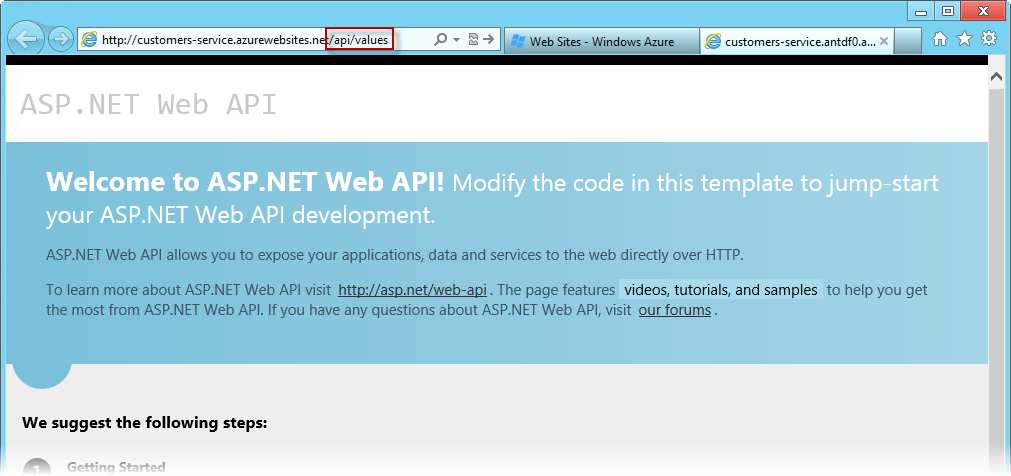 http://customers-service.azurewebsites.net/api/values
Web Sites - Windows Azure
customers-service.antdf0.a...
ASP.NET Web API
Welcome to ASP.NET Web API! Modify the code in this template to jump-start
your ASP.NET Web API development.
ASP.NET Web API allows you to expose your applications, data and services to the web directly over HTTP.
To learn more about ASP.NET Web API visit http://asp.net/web-api . The page features videos, tutorials, and samples to help you get
the most from ASP.NET Web API. If you have any questions about ASP.NET Web API, visit our forums .
We suggest the following steps:
1 Getting Started